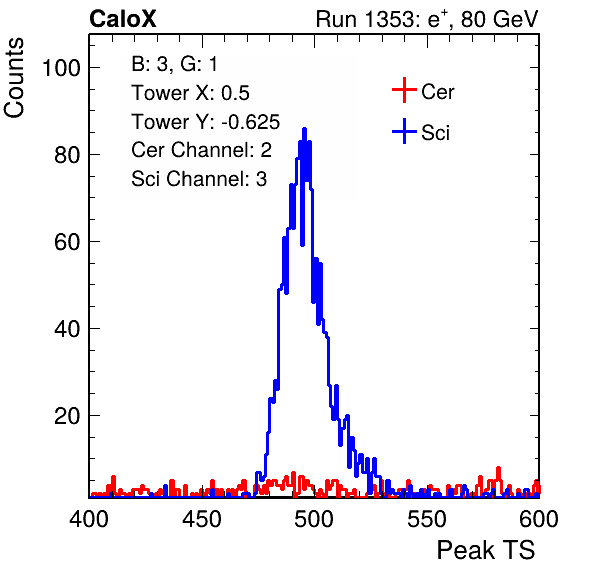 CaloX
Run 1353: e+, 80 GeV
Counts
B: 3, G: 1
Tower X: 0.5
Tower Y: -0.625
Cer Channel: 2
Sci Channel: 3
Cer
Sci
100
80
60
40
20
400 450 500 550 600
Peak TS